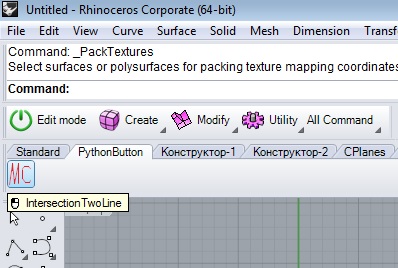 Untitled - Rhinoceros Corporate (64-bit)
File Edit View Curve Surface Solid Mesh Dimension Transf
Command: _PackTextures
Select surfaces or polysurfaces for packing texture mapping coordinates
Command:
Edit mode Create Modify Utility All Command
Standard PythonButton Конструктор-1 Конструктор-2 CPlanes
MC
IntersectionTwoLine